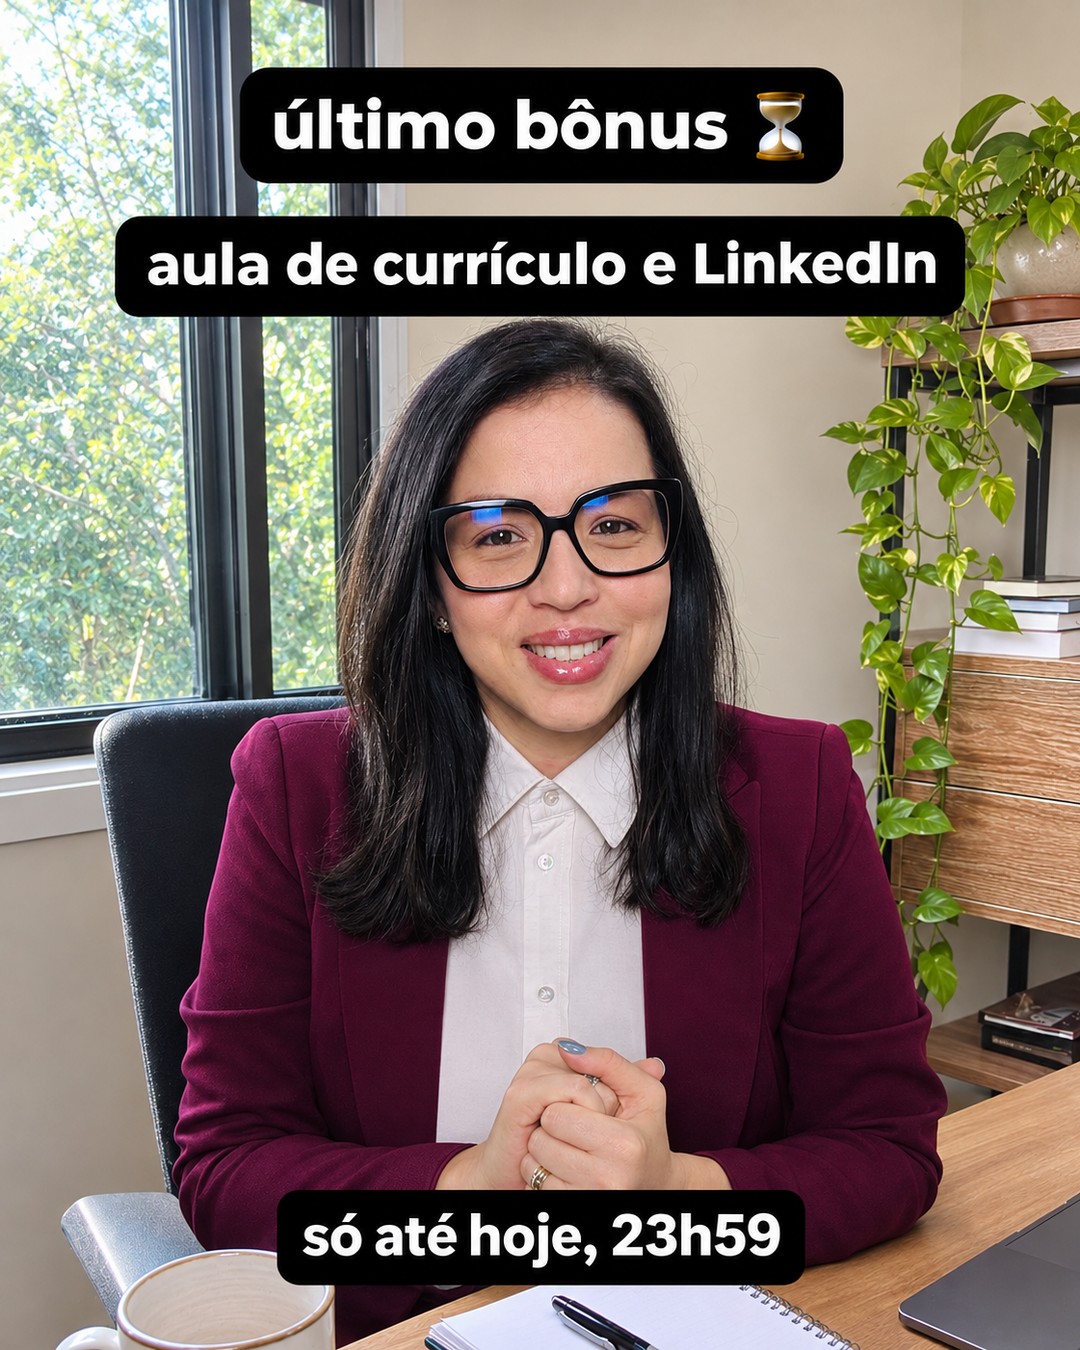 último bônus ⏳
aula de currículo e LinkedIn
só até hoje, 23h59